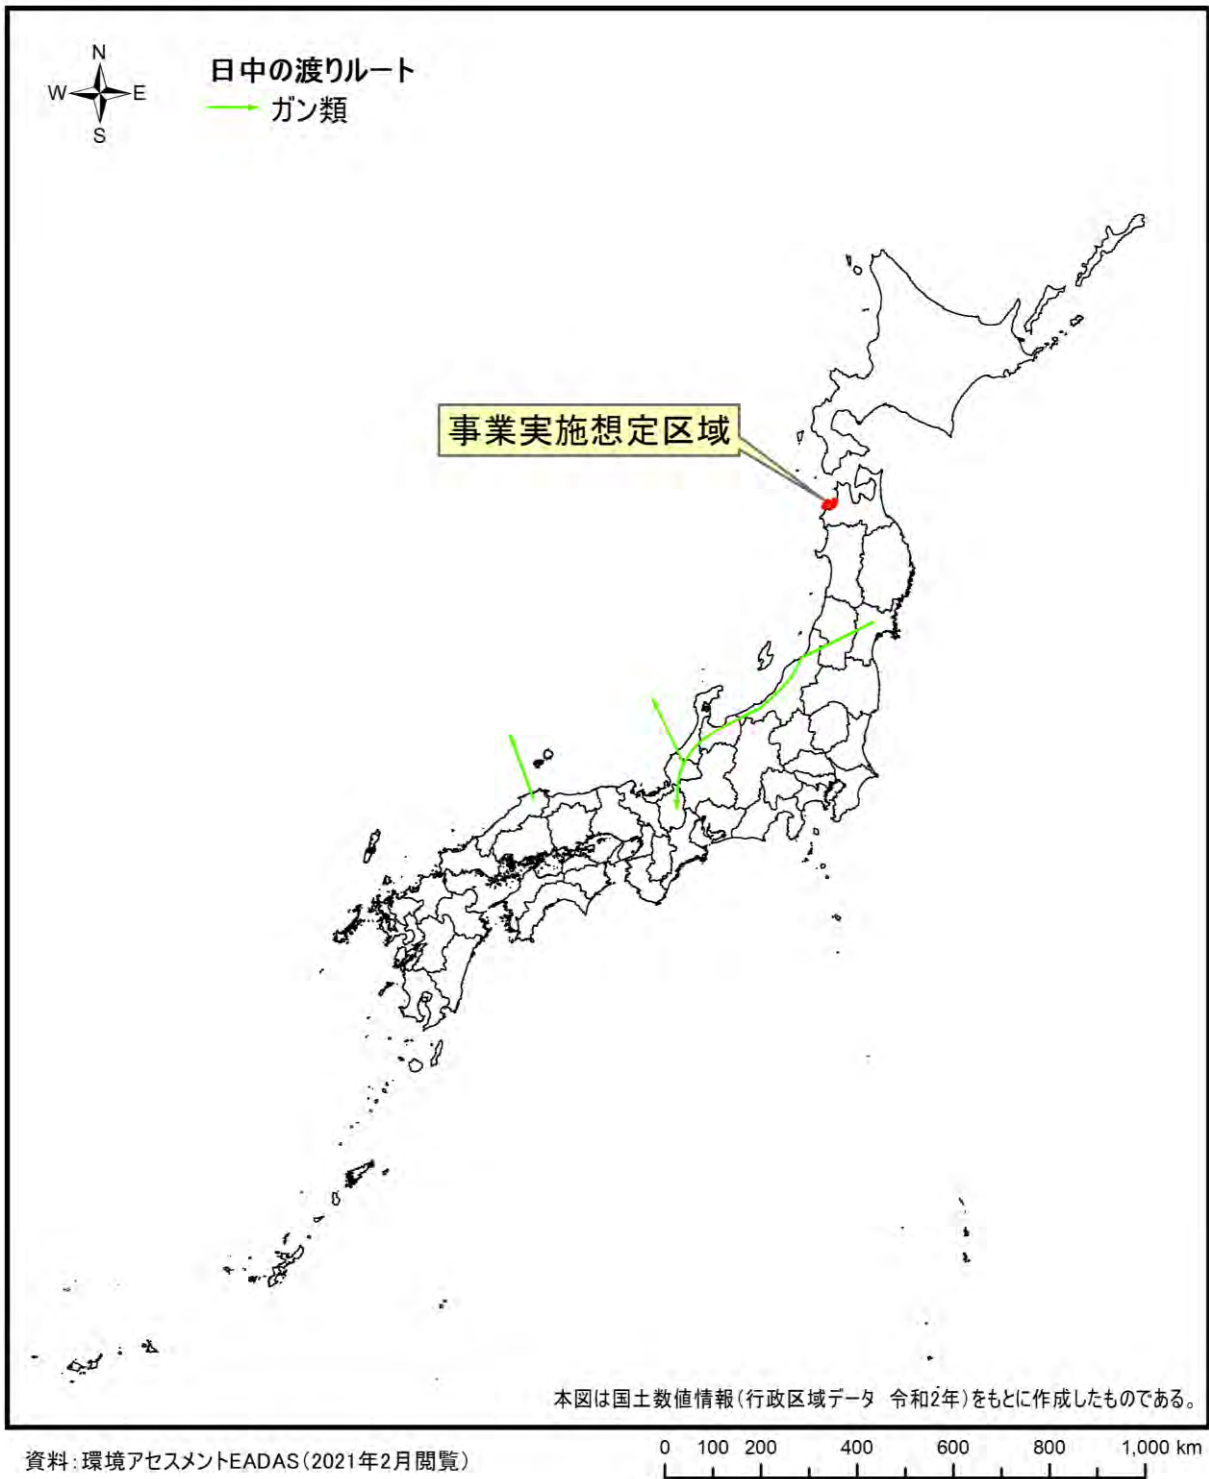 N
W E
S
日中の渡りルート
ガン類
事業実施想定区域
本図は国土数値情報(行政区域データ 令和2年)をもとに作成したものである。
資料:環境アセスメントEADAS(2021年2月閲覧)
0 100 200 400 600 800 1,000 km